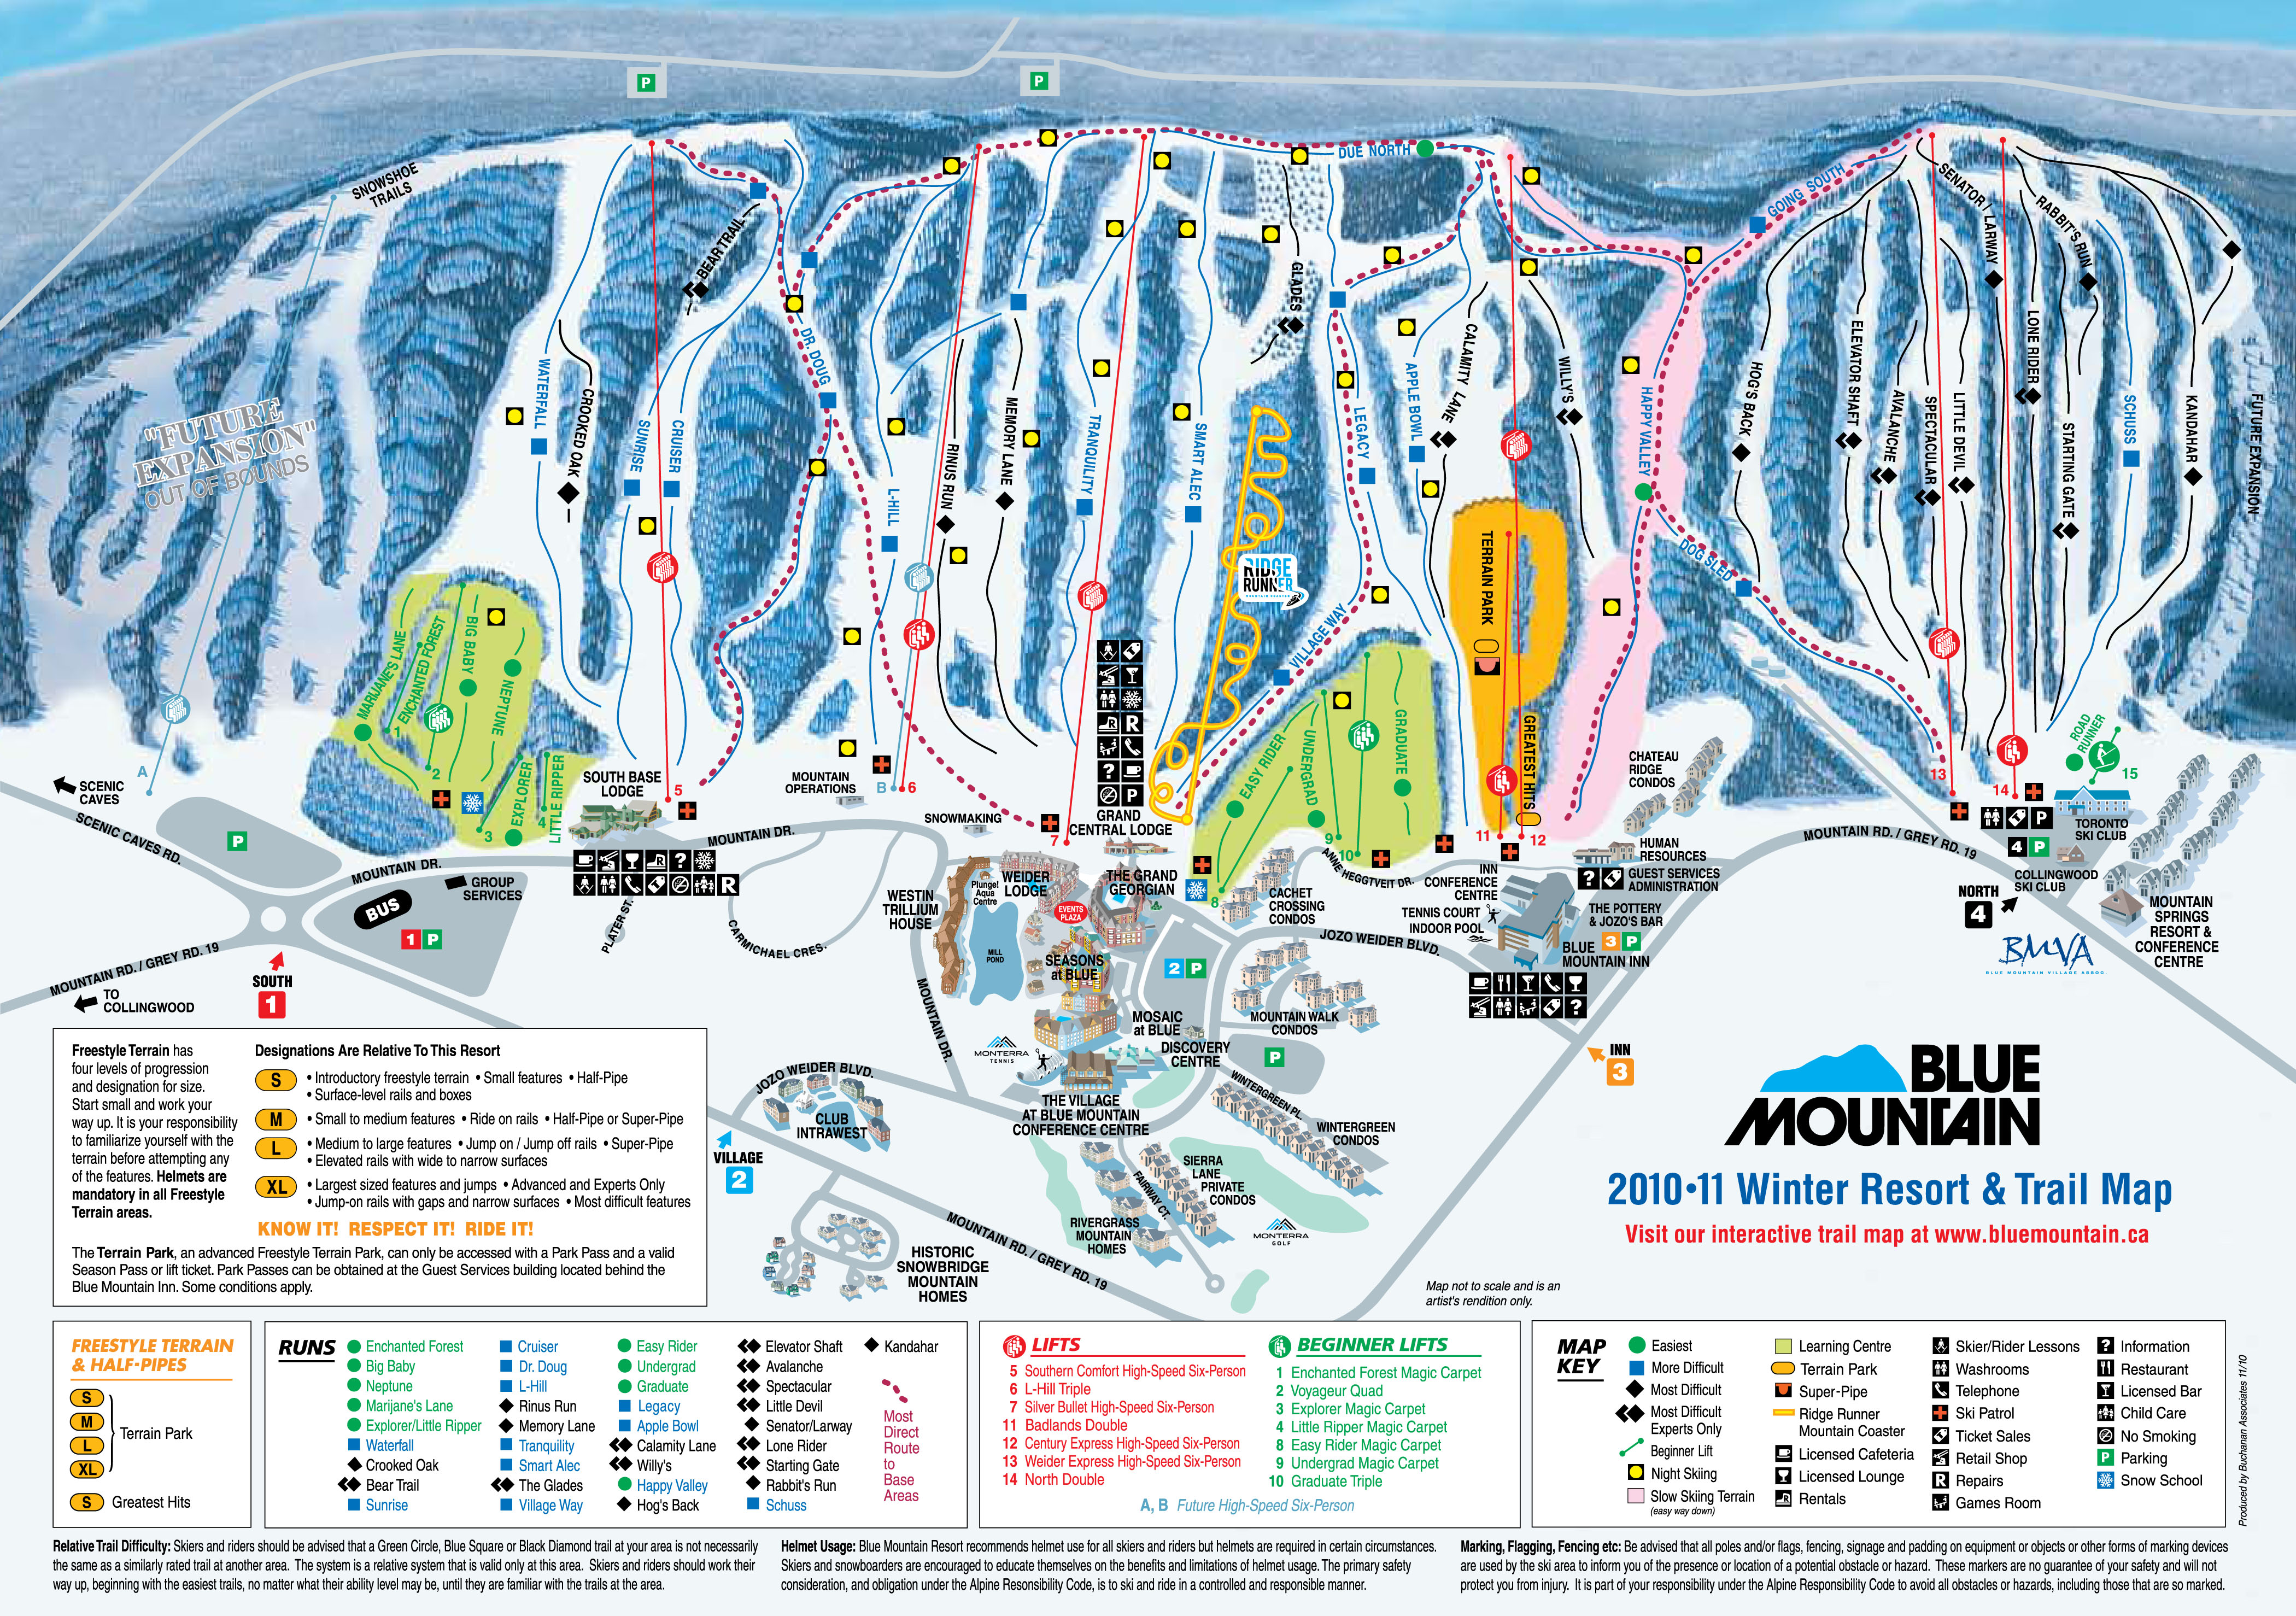 P
P
SNOWSHOE
TRAILS
DUE NORTH
GOING SOUTH
SENATOR / LARWAY
RABBIT'S RUN
BEAR TRAIL
DR. DOUG
GLADES
"FUTURE
EXPANSION"
OUT OF BOUNDS
WATERFALL
CROOKED OAK
SUNRISE
CRUISER
L-HILL
RINUS RUN
MEMORY LANE
TRANQUILITY
SMART ALEC
LEGACY
APPLE BOWL
CALAMITY LANE
WILLY'S
HAPPY VALLEY
HOG'S BACK
ELEVATOR SHAFT
AVALANCHE
SPECTACULAR
LITTLE DEVIL
LONE RIDER
STARTING GATE
SCHUSS
KANDAHAR
FUTURE EXPANSION
RIDGE
RUNNER
MOUNTAIN COASTER
TERRAIN PARK
DOG SLED
VILLAGE WAY
MARIJANE'S LANE
ENCHANTED FOREST
BIG BABY
NEPTUNE
1
2
3
4
EXPLORER
LITTLE RIPPER
EASY RIDER
UNDERGRAD
GRADUATE
GREATEST HITS
ROAD
RUNNER
15
A
SCENIC
CAVES
SCENIC CAVES RD.
P
MOUNTAIN DR.
SOUTH BASE
LODGE
5
MOUNTAIN
OPERATIONS
B
6
SNOWMAKING
7
GRAND
CENTRAL LODGE
R
?
P
8
9
10
11
12
13
14
CHATEAU
RIDGE
CONDOS
HUMAN
RESOURCES
GUEST SERVICES
ADMINISTRATION
?
MOUNTAIN RD. / GREY RD. 19
P
4 P
TORONTO
SKI CLUB
COLLINGWOOD
SKI CLUB
NORTH
4
MOUNTAIN
SPRINGS
RESORT &
CONFERENCE
CENTRE
BMVA
BLUE MOUNTAIN VILLAGE ASSOC.
MOUNTAIN DR.
?
R
GROUP
SERVICES
BUS
1 P
PLATER ST.
CARMICHAEL CRES.
WESTIN
TRILLIUM
HOUSE
Plunge!
Aqua
Centre
WEIDER
LODGE
THE GRAND
GEORGIAN
EVENTS
PLAZA
MILL
POND
SEASONS
at BLUE
2 P
ANNE HEGGTVEIT DR.
CACHET
CROSSING
CONDOS
INN
CONFERENCE
CENTRE
TENNIS COURT
INDOOR POOL
JOZO WEIDER BLVD.
THE POTTERY
& JOZO'S BAR
3 P
BLUE
MOUNTAIN INN
?
MOUNTAIN RD. / GREY RD. 19
TO
COLLINGWOOD
SOUTH
1
MOUNTAIN DR.
MOSAIC
at BLUE
MOUNTAIN WALK
CONDOS
MONTERRA
TENNIS
DISCOVERY
CENTRE
P
JOZO WEIDER BLVD.
CLUB
INTRAWEST
THE VILLAGE
AT BLUE MOUNTAIN
CONFERENCE CENTRE
WINTERGREEN PL.
WINTERGREEN
CONDOS
INN
3
VILLAGE
2
SIERRA
LANE
PRIVATE
CONDOS
FAIRWAY CT.
RIVERGRASS
MOUNTAIN
HOMES
MONTERRA
GOLF
MOUNTAIN RD. / GREY RD. 19
HISTORIC
SNOWBRIDGE
MOUNTAIN
HOMES
Map not to scale and is an
artist's rendition only.
BLUE
MOUNTAIN
2010•11 Winter Resort & Trail Map
Visit our interactive trail map at www.bluemountain.ca
Freestyle Terrain has
four levels of progression
and designation for size.
Start small and work your
way up. It is your responsibility
to familiarize yourself with the
terrain before attempting any
of the features. Helmets are
mandatory in all Freestyle
Terrain areas.
Designations Are Relative To This Resort
S • Introductory freestyle terrain • Small features • Half-Pipe
• Surface-level rails and boxes
M • Small to medium features • Ride on rails • Half-Pipe or Super-Pipe
L • Medium to large features • Jump on / Jump off rails • Super-Pipe
• Elevated rails with wide to narrow surfaces
XL • Largest sized features and jumps • Advanced and Experts Only
• Jump-on rails with gaps and narrow surfaces • Most difficult features
KNOW IT! RESPECT IT! RIDE IT!
The Terrain Park, an advanced Freestyle Terrain Park, can only be accessed with a Park Pass and a valid
Season Pass or lift ticket. Park Passes can be obtained at the Guest Services building located behind the
Blue Mountain Inn. Some conditions apply.
FREESTYLE TERRAIN
& HALF-PIPES
S
M
L
XL
Terrain Park
S Greatest Hits
RUNS
Enchanted Forest
Big Baby
Neptune
Marijane's Lane
Explorer/Little Ripper
Waterfall
Crooked Oak
Bear Trail
Sunrise
Cruiser
Dr. Doug
L-Hill
Rinus Run
Memory Lane
Tranquility
Smart Alec
The Glades
Village Way
Easy Rider
Undergrad
Graduate
Legacy
Apple Bowl
Calamity Lane
Willy's
Happy Valley
Hog's Back
Elevator Shaft
Avalanche
Spectacular
Little Devil
Senator/Larway
Lone Rider
Starting Gate
Rabbit's Run
Schuss
Kandahar
Most
Direct
Route
to
Base
Areas
LIFTS
5 Southern Comfort High-Speed Six-Person
6 L-Hill Triple
7 Silver Bullet High-Speed Six-Person
11 Badlands Double
12 Century Express High-Speed Six-Person
13 Weider Express High-Speed Six-Person
14 North Double
BEGINNER LIFTS
1 Enchanted Forest Magic Carpet
2 Voyageur Quad
3 Explorer Magic Carpet
4 Little Ripper Magic Carpet
8 Easy Rider Magic Carpet
9 Undergrad Magic Carpet
10 Graduate Triple
A, B Future High-Speed Six-Person
MAP
KEY
Easiest
More Difficult
Most Difficult
Most Difficult
Experts Only
Beginner Lift
Night Skiing
Slow Skiing Terrain
(easy way down)
Learning Centre
Terrain Park
Super-Pipe
Ridge Runner
Mountain Coaster
Licensed Cafeteria
Licensed Lounge
Rentals
Skier/Rider Lessons
Washrooms
Telephone
Ski Patrol
Ticket Sales
Retail Shop
R Repairs
Games Room
? Information
Restaurant
Licensed Bar
Child Care
No Smoking
P Parking
Snow School
Produced by Buchanan Associates 11/10
Relative Trail Difficulty: Skiers and riders should be advised that a Green Circle, Blue Square or Black Diamond trail at your area is not necessarily
the same as a similarly rated trail at another area. The system is a relative system that is valid only at this area. Skiers and riders should work their
way up, beginning with the easiest trails, no matter what their ability level may be, until they are familiar with the trails at the area.
Helmet Usage: Blue Mountain Resort recommends helmet use for all skiers and riders but helmets are required in certain circumstances.
Skiers and snowboarders are encouraged to educate themselves on the benefits and limitations of helmet usage. The primary safety
consideration, and obligation under the Alpine Resonsibility Code, is to ski and ride in a controlled and responsible manner.
Marking, Flagging, Fencing etc: Be advised that all poles and/or flags, fencing, signage and padding on equipment or objects or other forms of marking devices
are used by the ski area to inform you of the presence or location of a potential obstacle or hazard. These markers are no guarantee of your safety and will not
protect you from injury. It is part of your responsibility under the Alpine Responsibility Code to avoid all obstacles or hazards, including those that are so marked.